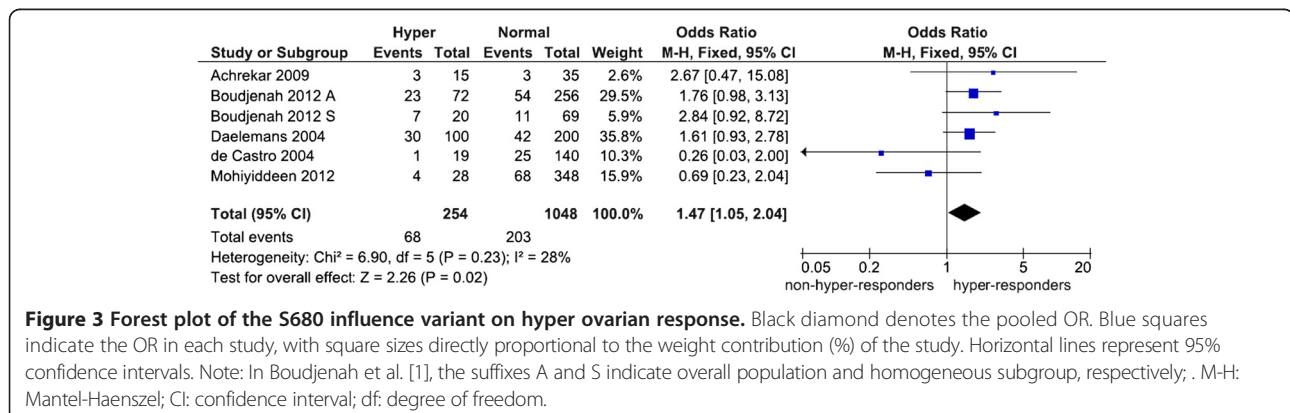 Hyper Normal Odds Ratio Odds Ratio
Study or Subgroup Events Total Events Total Weight M-H, Fixed, 95% CI M-H, Fixed, 95% CI
Achrekar 2009 3 15 3 35 2.6% 2.67 [0.47, 15.08]
Boudjenah 2012 A 23 72 54 256 29.5% 1.76 [0.98, 3.13]
Boudjenah 2012 S 7 20 11 69 5.9% 2.84 [0.92, 8.72]
Daelemans 2004 30 100 42 200 35.8% 1.61 [0.93, 2.78]
de Castro 2004 1 19 25 140 10.3% 0.26 [0.03, 2.00]
Mohiyiddeen 2012 4 28 68 348 15.9% 0.69 [0.23, 2.04]
Total (95% CI) 254 1048 100.0% 1.47 [1.05, 2.04]
Total events 68 203
Heterogeneity: Chi² = 6.90, df = 5 (P = 0.23); I² = 28%
Test for overall effect: Z = 2.26 (P = 0.02)
0.05 0.2 1 5 20
non-hyper-responders hyper-responders
Figure 3 Forest plot of the S680 influence variant on hyper ovarian response. Black diamond denotes the pooled OR. Blue squares
indicate the OR in each study, with square sizes directly proportional to the weight contribution (%) of the study. Horizontal lines represent 95%
confidence intervals. Note: In Boudjenah et al. [1], the suffixes A and S indicate overall population and homogeneous subgroup, respectively; . M-H:
Mantel-Haenszel; CI: confidence interval; df: degree of freedom.